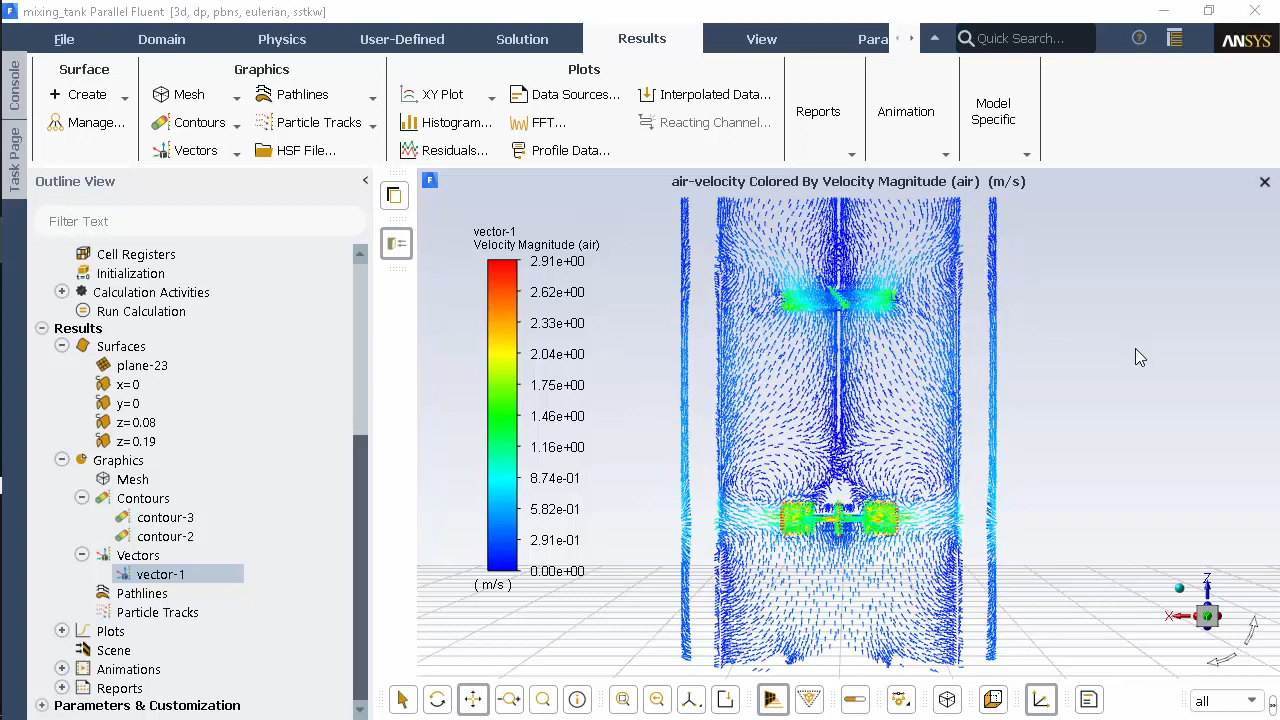 mixing_tank Parallel Fluent [3d, dp, pbns, eulerian, sstkw]
File Domain Physics User-Defined Solution Results View Para Quick Search... ANSYS
Console
Task Page
Surface
Create
Manage...
Graphics
Mesh
Contours
Vectors
Pathlines
Particle Tracks
HSF File...
Plots
XY Plot
Histogram...
Residuals...
Data Sources...
FFT...
Profile Data...
Interpolated Data...
Reacting Channel...
Reports
Animation
Model
Specific
Outline View
Filter Text
Cell Registers
Initialization
Calculation Activities
Run Calculation
Results
Surfaces
plane-23
x=0
y=0
z=0.08
z=0.19
Graphics
Mesh
Contours
contour-3
contour-2
Vectors
vector-1
Pathlines
Particle Tracks
Plots
Scene
Animations
Reports
Parameters & Customization
air-velocity Colored By Velocity Magnitude (air) (m/s)
vector-1
Velocity Magnitude (air)
2.91e+00
2.62e+00
2.33e+00
2.04e+00
1.75e+00
1.46e+00
1.16e+00
8.74e-01
5.82e-01
2.91e-01
0.00e+00
( m/s )
Z
X
all